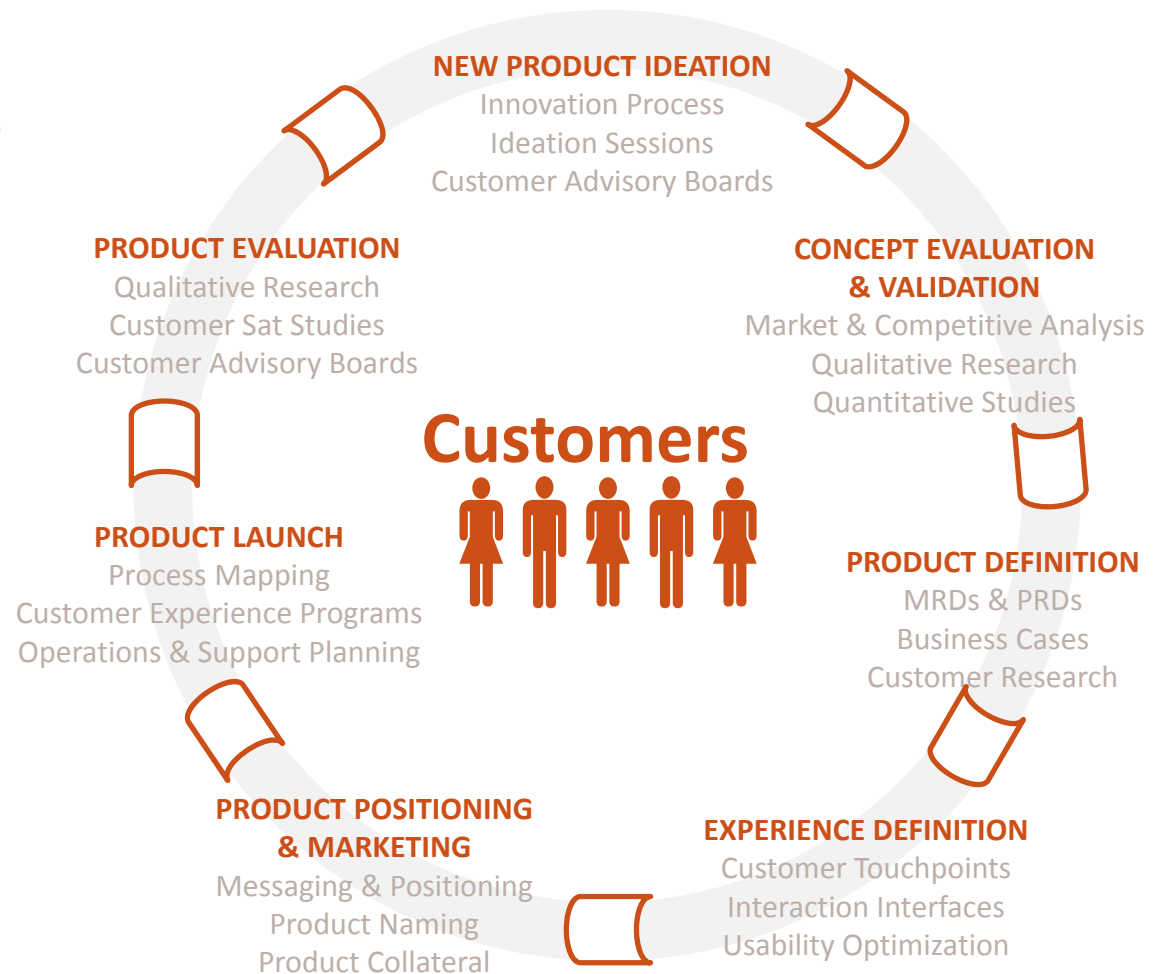 NEW PRODUCT IDEATION
Innovation Process
Ideation Sessions
Customer Advisory Boards
CONCEPT EVALUATION
& VALIDATION
Market & Competitive Analysis
Qualitative Research
Quantitative Studies
PRODUCT DEFINITION
MRDs & PRDs
Business Cases
Customer Research
EXPERIENCE DEFINITION
Customer Touchpoints
Interaction Interfaces
Usability Optimization
PRODUCT POSITIONING
& MARKETING
Messaging & Positioning
Product Naming
Product Collateral
PRODUCT LAUNCH
Process Mapping
Customer Experience Programs
Operations & Support Planning
PRODUCT EVALUATION
Qualitative Research
Customer Sat Studies
Customer Advisory Boards
Customers